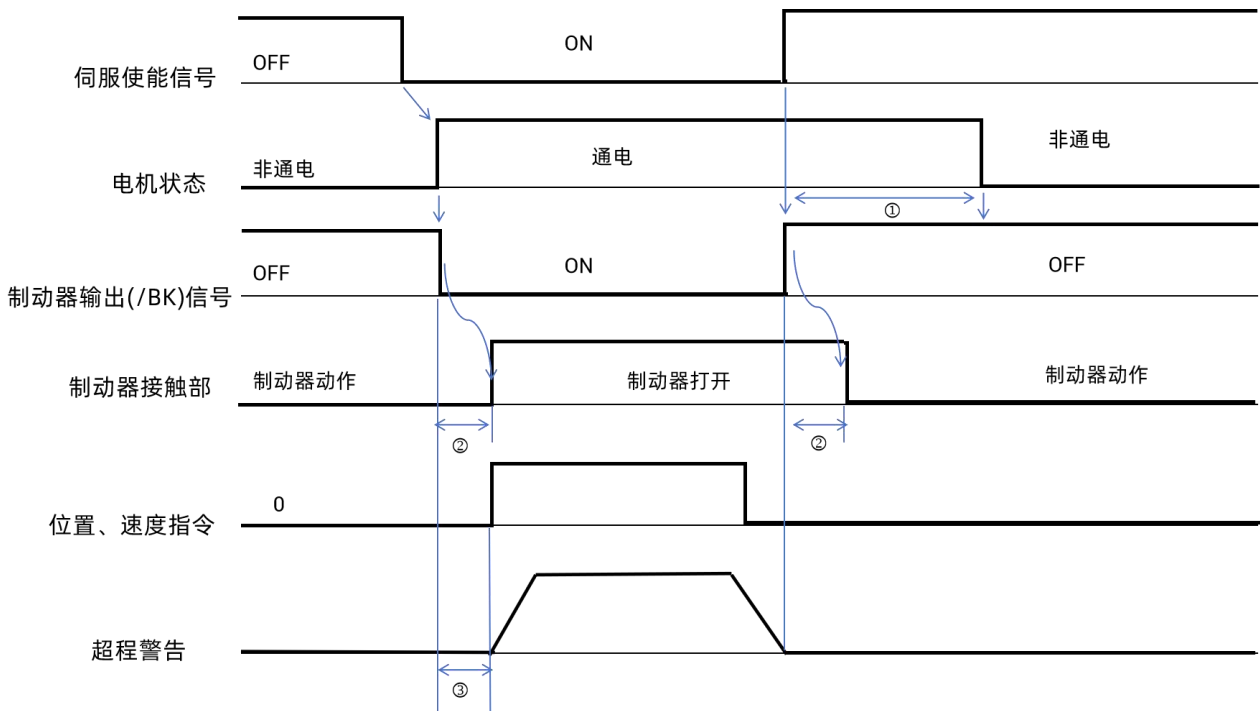 ON
OFF
伺服使能信号
非通电
通电
非通电
电机状态
①
OFF
ON
OFF
制动器输出(/BK)信号
制动器动作
制动器打开
制动器动作
制动器接触部
②
②
0
位置、速度指令
超程警告
③